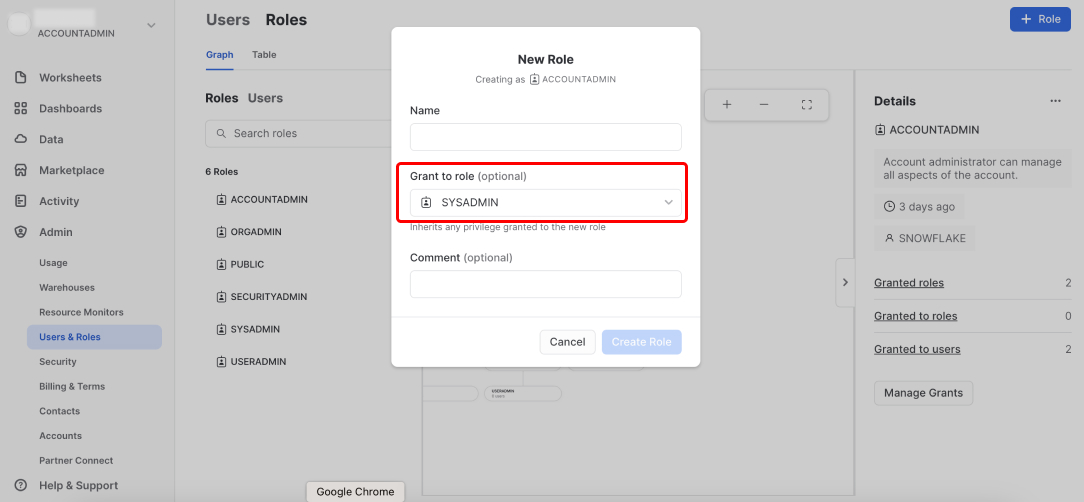 ACCOUNTADMIN
Worksheets
Dashboards
Data
Marketplace
Activity
Admin
Usage
Warehouses
Resource Monitors
Users & Roles
Security
Billing & Terms
Contacts
Accounts
Partner Connect
Help & Support
Users Roles
+ Role
Graph Table
Roles Users
Search roles
6 Roles
ACCOUNTADMIN
ORGADMIN
PUBLIC
SECURITYADMIN
SYSADMIN
USERADMIN
New Role
Creating as ACCOUNTADMIN
Name
Grant to role (optional)
SYSADMIN
Inherits any privilege granted to the new role
Comment (optional)
Cancel Create Role
USERADMIN
0 users
Details
ACCOUNTADMIN
Account administrator can manage
all aspects of the account.
3 days ago
SNOWFLAKE
Granted roles 2
Granted to roles 0
Granted to users 2
Manage Grants
Google Chrome